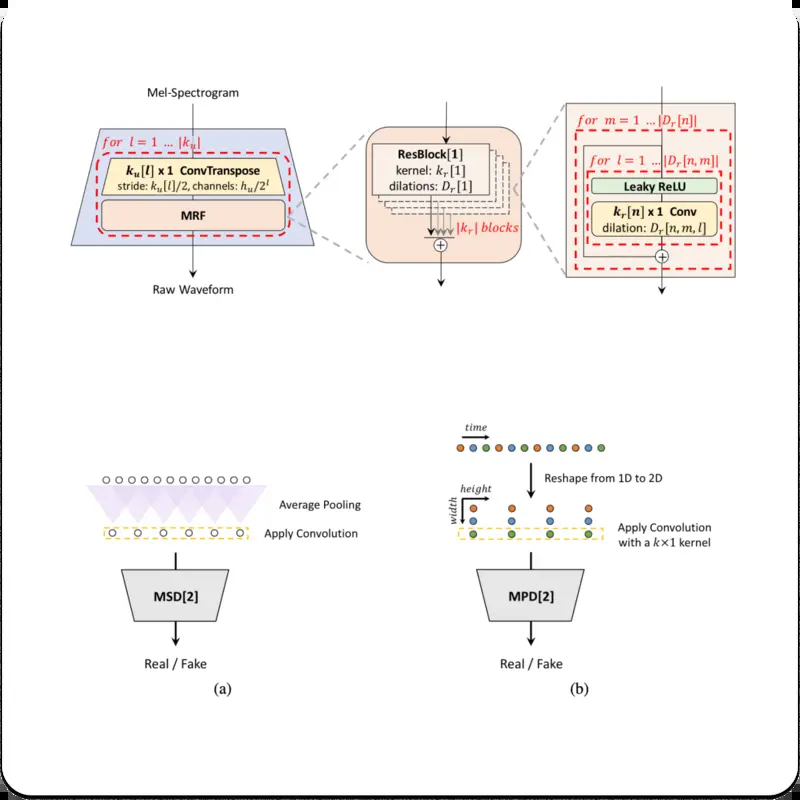 Mel-Spectrogram
for l = 1 … |k_u|
k_u[l] x 1 ConvTranspose
stride: k_u[l]/2, channels: h_u/2^l
MRF
Raw Waveform
ResBlock[1]
kernel: k_r[1]
dilations: D_r[1]
|k_r| blocks
+
for m = 1 …|D_r[n]|
for l = 1 …|D_r[n, m]|
Leaky ReLU
k_r[n] x 1 Conv
dilation: D_r[n, m, l]
+
Average Pooling
Apply Convolution
MSD[2]
Real / Fake
(a)
time
Reshape from 1D to 2D
height
width
Apply Convolution
with a k×1 kernel
MPD[2]
Real / Fake
(b)